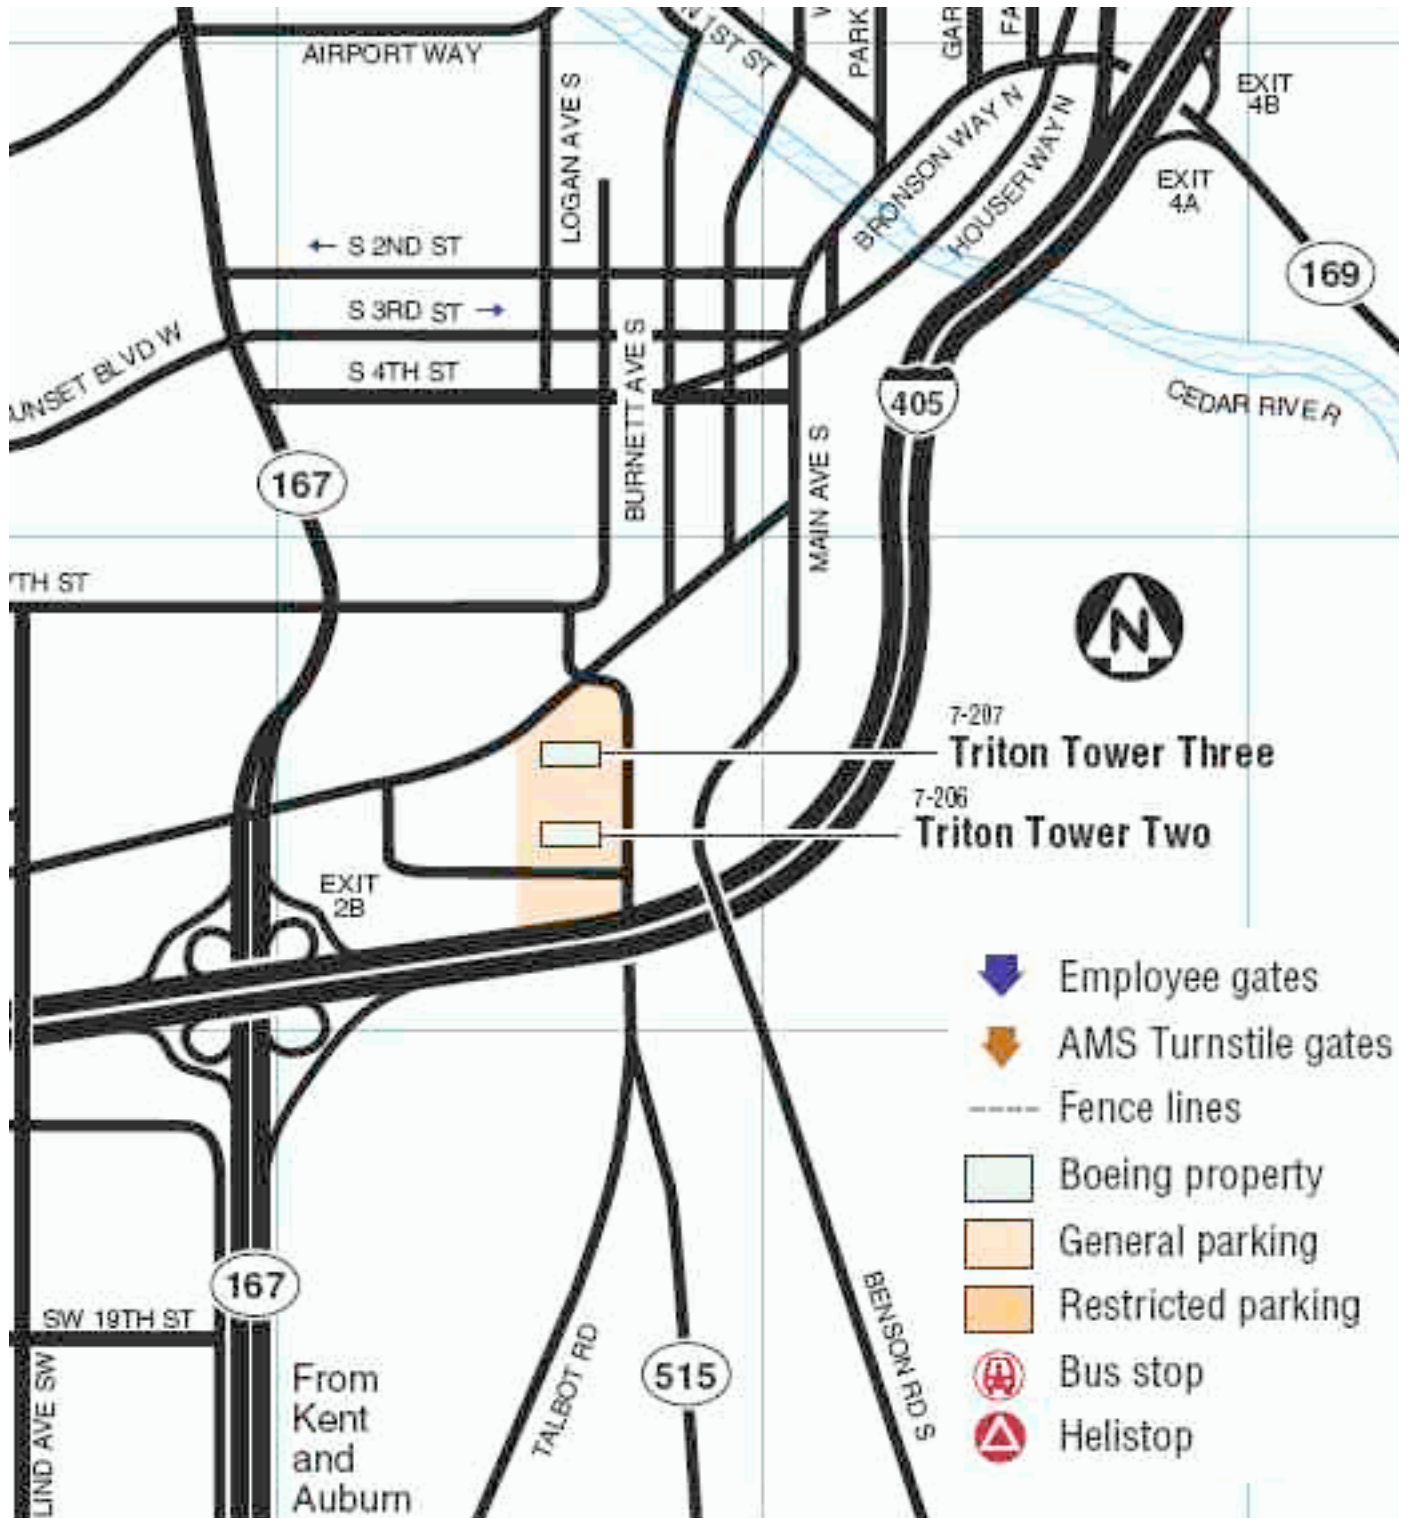 AIRPORT WAY
N 1ST ST
PARK
GAR
FA
EXIT
4B
LOGAN AVE S
BRONSON WAY N
HOUSER WAY N
EXIT
4A
← S 2ND ST
169
S 3RD ST →
UNSET BLVD W
S 4TH ST
BURNETT AVE S
405
CEDAR RIVER
167
MAIN AVE S
7TH ST
N
7-207
Triton Tower Three
7-206
Triton Tower Two
EXIT
2B
Employee gates
AMS Turnstile gates
Fence lines
Boeing property
General parking
Restricted parking
Bus stop
Helistop
167
SW 19TH ST
LIND AVE SW
From
Kent
and
Auburn
TALBOT RD
515
BENSON RD S